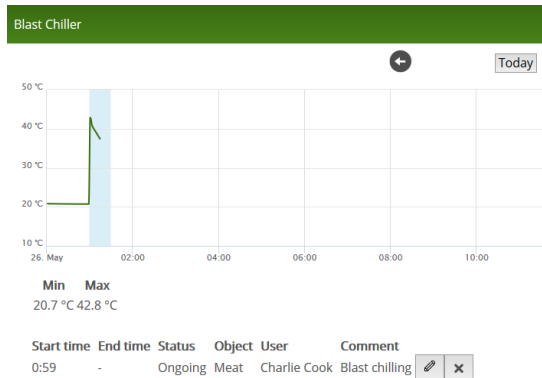 Blast Chiller
Today
50 °C
40 °C
30 °C
20 °C
10 °C
26. May 02:00 04:00 06:00 08:00 10:00
Min Max
20.7 °C 42.8 °C
Start time End time Status Object User Comment
0:59 - Ongoing Meat Charlie Cook Blast chilling